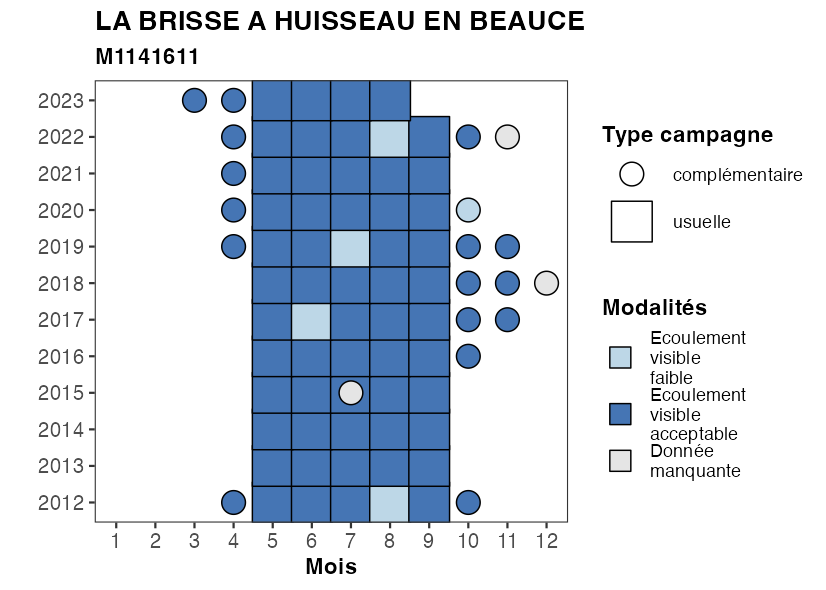 LA BRISSE A HUISSEAU EN BEAUCE
M1141611
2023
2022
2021
2020
2019
2018
2017
2016
2015
2014
2013
2012
1 2 3 4 5 6 7 8 9 10 11 12
Mois
Type campagne
complémentaire
usuelle
Modalités
Ecoulement
visible
faible
Ecoulement
visible
acceptable
Donnée
manquante